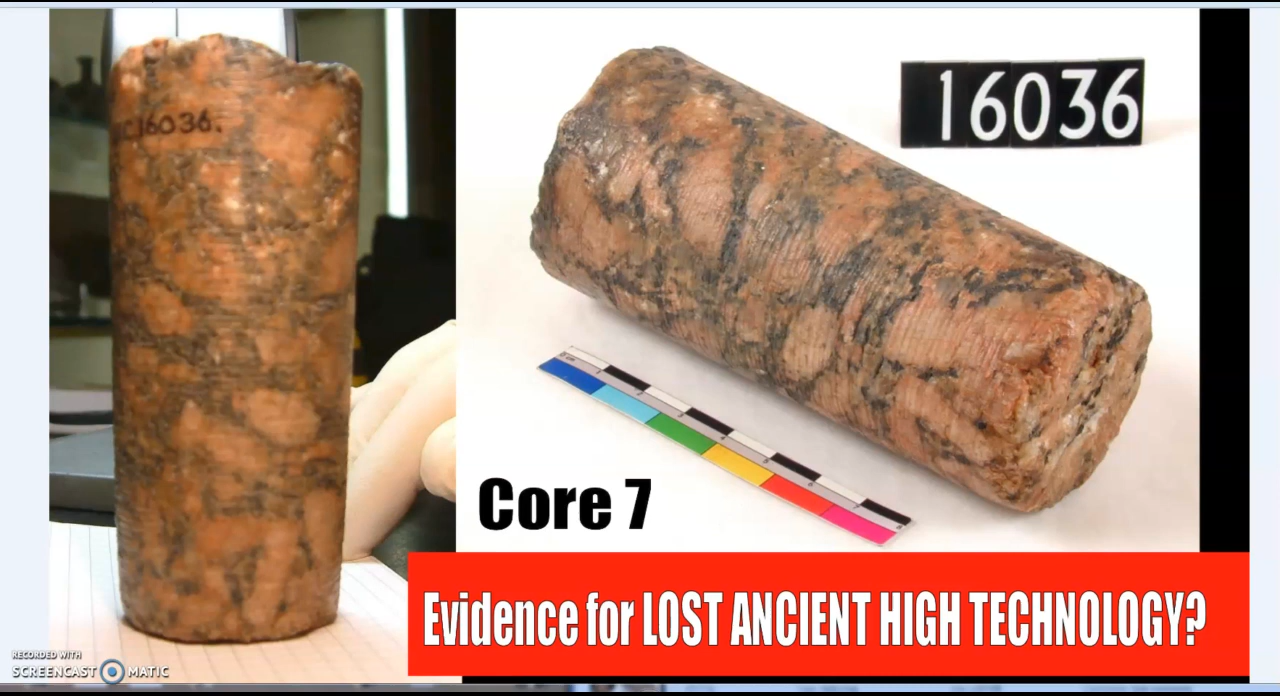 16036.
16036
Core 7
Evidence for LOST ANCIENT HIGH TECHNOLOGY?
RECORDED WITH
SCREENCAST MATIC